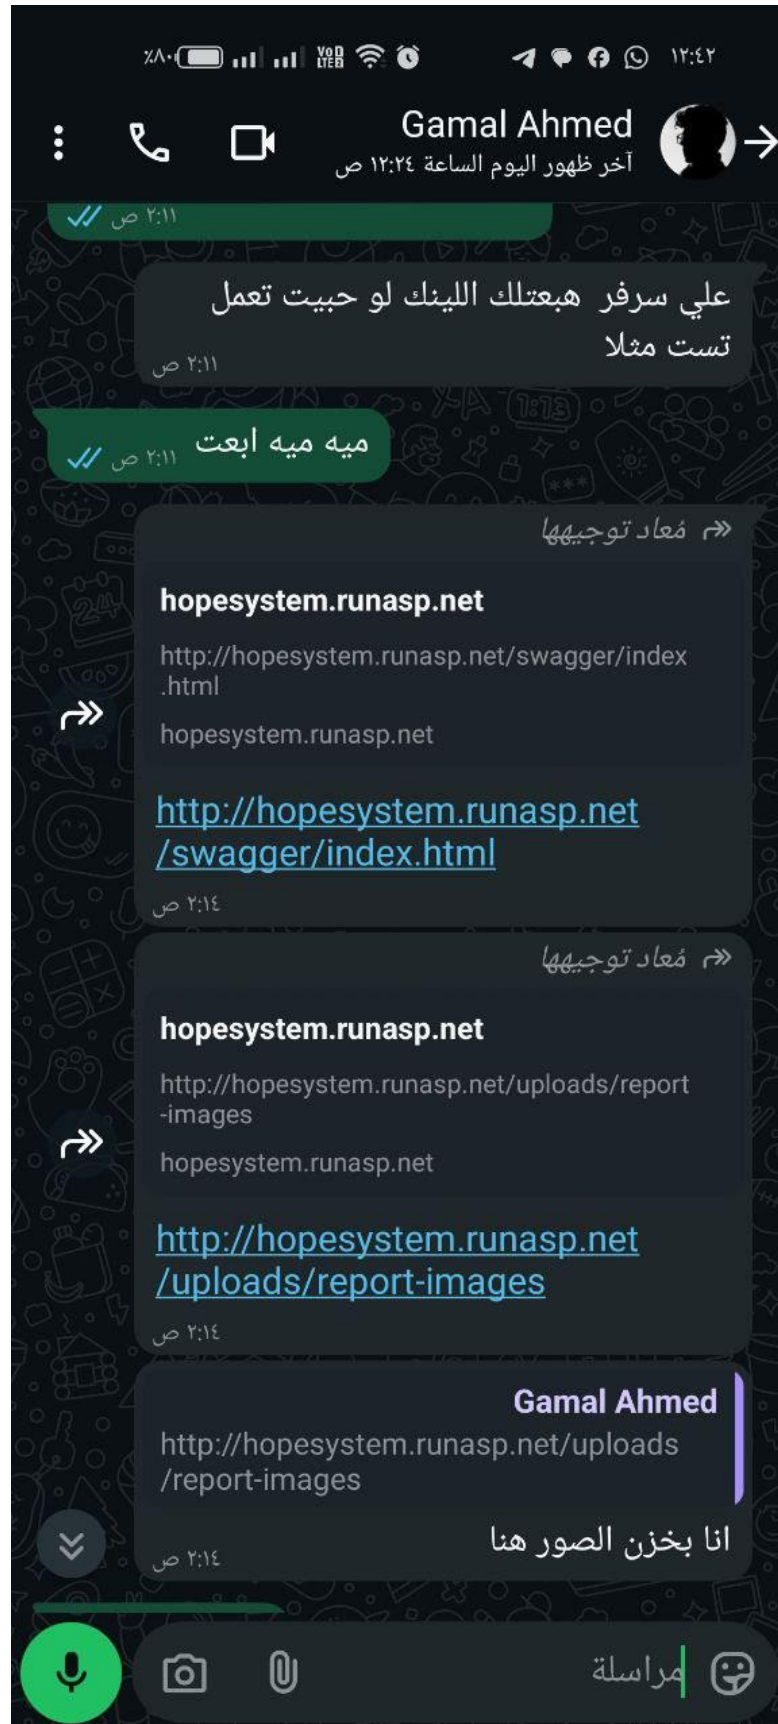 ٪٨٠ VoD LTED ١٢:٤٢
Gamal Ahmed
آخر ظهور اليوم الساعة ١٢:٢٤ ص
٢:١١ ص
علي سرفر هبعتلك اللينك لو حبيت تعمل
تست مثلا
٢:١١ ص
ميه ميه ابعت
٢:١١ ص
مُعاد توجيهها
hopesystem.runasp.net
http://hopesystem.runasp.net/swagger/index
.html
hopesystem.runasp.net
http://hopesystem.runasp.net
/swagger/index.html
٢:١٤ ص
مُعاد توجيهها
hopesystem.runasp.net
http://hopesystem.runasp.net/uploads/report
-images
hopesystem.runasp.net
http://hopesystem.runasp.net
/uploads/report-images
٢:١٤ ص
Gamal Ahmed
http://hopesystem.runasp.net/uploads
/report-images
انا بخزن الصور هنا
٢:١٤ ص
مراسلة